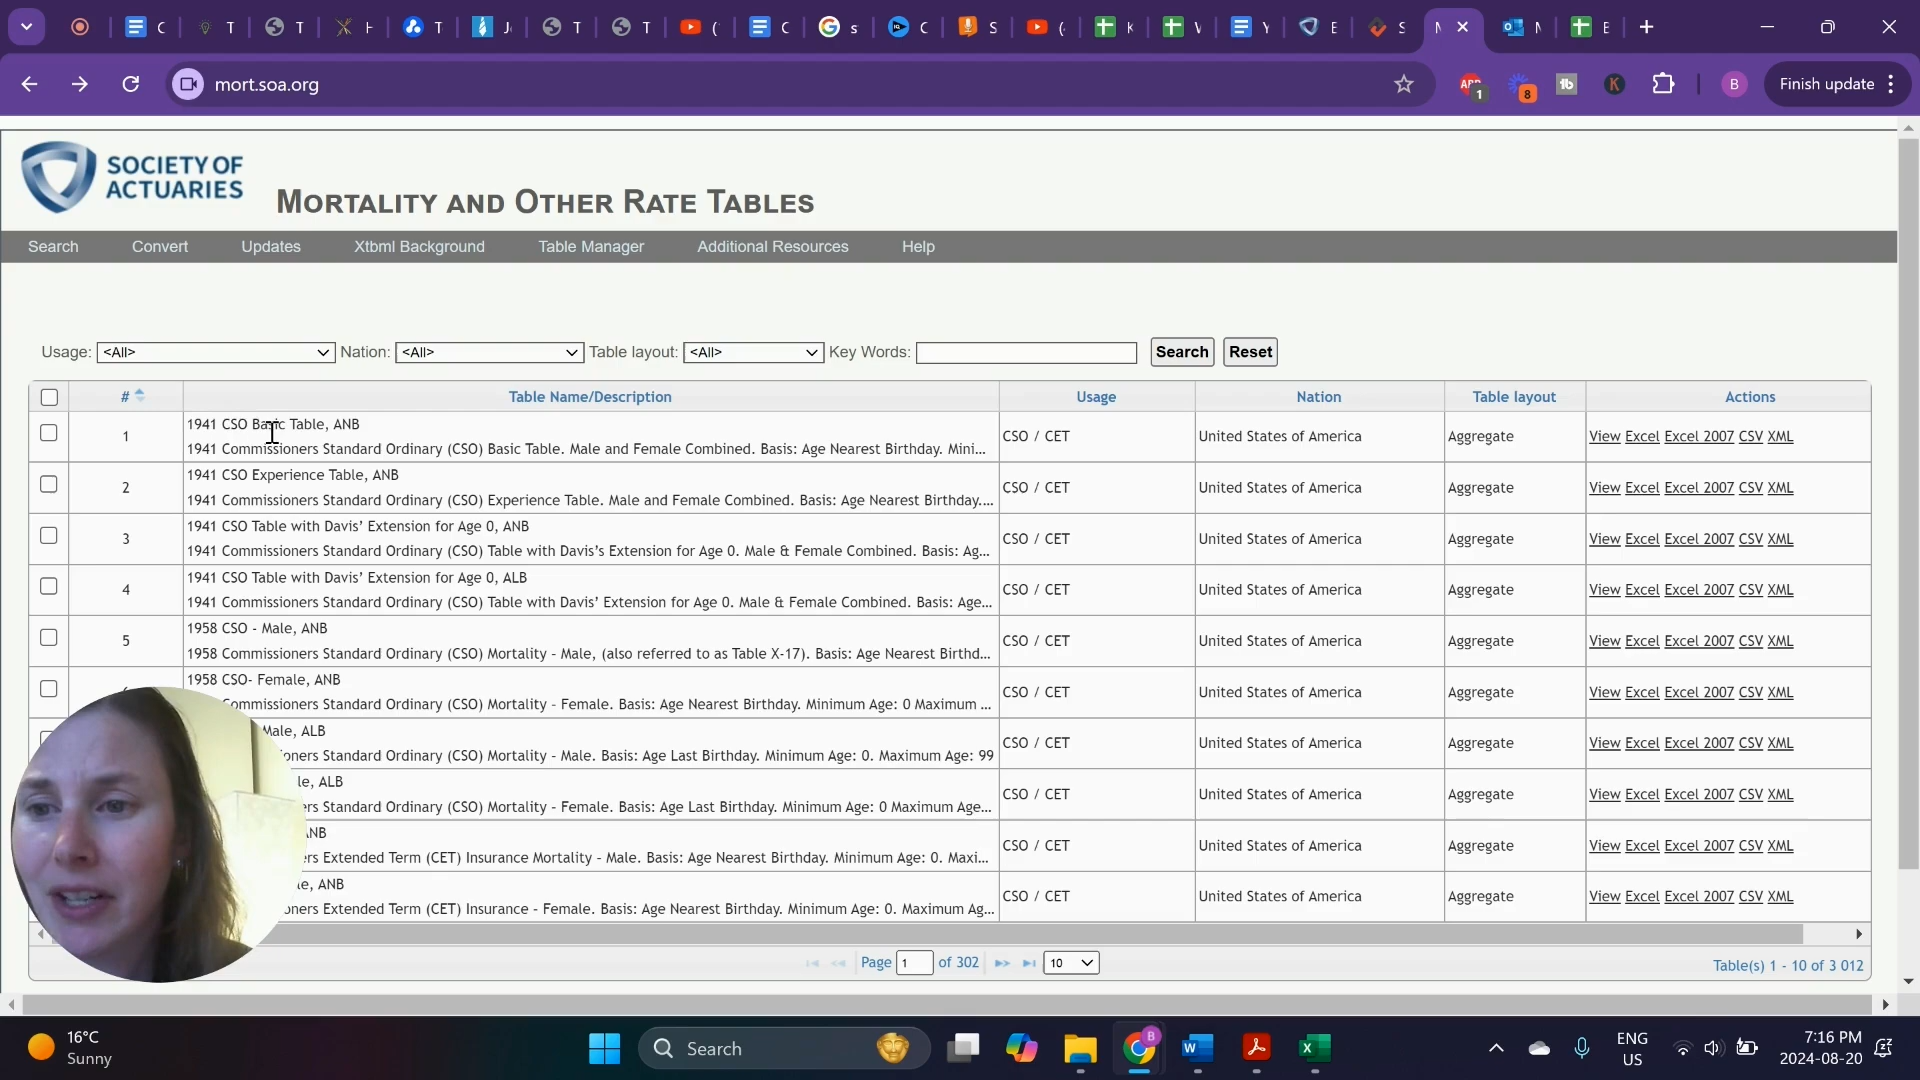 C T T H T J T T ( C s C S ( K V Y E S N N E
mort.soa.org
ABP 1 8 tb K B Finish update
SOCIETY OF
ACTUARIES
MORTALITY AND OTHER RATE TABLES
Search Convert Updates Xtbml Background Table Manager Additional Resources Help
Usage: <All> Nation: <All> Table layout: <All> Key Words: Search Reset
# Table Name/Description Usage Nation Table layout Actions
1 1941 CSO Basic Table, ANB
1941 Commissioners Standard Ordinary (CSO) Basic Table. Male and Female Combined. Basis: Age Nearest Birthday. Mini... CSO / CET United States of America Aggregate View Excel Excel 2007 CSV XML
2 1941 CSO Experience Table, ANB
1941 Commissioners Standard Ordinary (CSO) Experience Table. Male and Female Combined. Basis: Age Nearest Birthday.... CSO / CET United States of America Aggregate View Excel Excel 2007 CSV XML
3 1941 CSO Table with Davis’ Extension for Age 0, ANB
1941 Commissioners Standard Ordinary (CSO) Table with Davis’s Extension for Age 0. Male & Female Combined. Basis: Ag... CSO / CET United States of America Aggregate View Excel Excel 2007 CSV XML
4 1941 CSO Table with Davis’ Extension for Age 0, ALB
1941 Commissioners Standard Ordinary (CSO) Table with Davis’ Extension for Age 0. Male & Female Combined. Basis: Age... CSO / CET United States of America Aggregate View Excel Excel 2007 CSV XML
5 1958 CSO - Male, ANB
1958 Commissioners Standard Ordinary (CSO) Mortality - Male, (also referred to as Table X-17). Basis: Age Nearest Birthd... CSO / CET United States of America Aggregate View Excel Excel 2007 CSV XML
1958 CSO- Female, ANB
ommissioners Standard Ordinary (CSO) Mortality - Female. Basis: Age Nearest Birthday. Minimum Age: 0 Maximum ... CSO / CET United States of America Aggregate View Excel Excel 2007 CSV XML
Male, ALB
oners Standard Ordinary (CSO) Mortality - Male. Basis: Age Last Birthday. Minimum Age: 0. Maximum Age: 99 CSO / CET United States of America Aggregate View Excel Excel 2007 CSV XML
le, ALB
ers Standard Ordinary (CSO) Mortality - Female. Basis: Age Last Birthday. Minimum Age: 0 Maximum Age... CSO / CET United States of America Aggregate View Excel Excel 2007 CSV XML
ANB
ers Extended Term (CET) Insurance Mortality - Male. Basis: Age Nearest Birthday. Minimum Age: 0. Maxi... CSO / CET United States of America Aggregate View Excel Excel 2007 CSV XML
le, ANB
oners Extended Term (CET) Insurance - Female. Basis: Age Nearest Birthday. Minimum Age: 0. Maximum Ag... CSO / CET United States of America Aggregate View Excel Excel 2007 CSV XML
Page 1 of 302 10 Table(s) 1 - 10 of 3 012
16°C
Sunny
Search
ENG
US
7:16 PM
2024-08-20